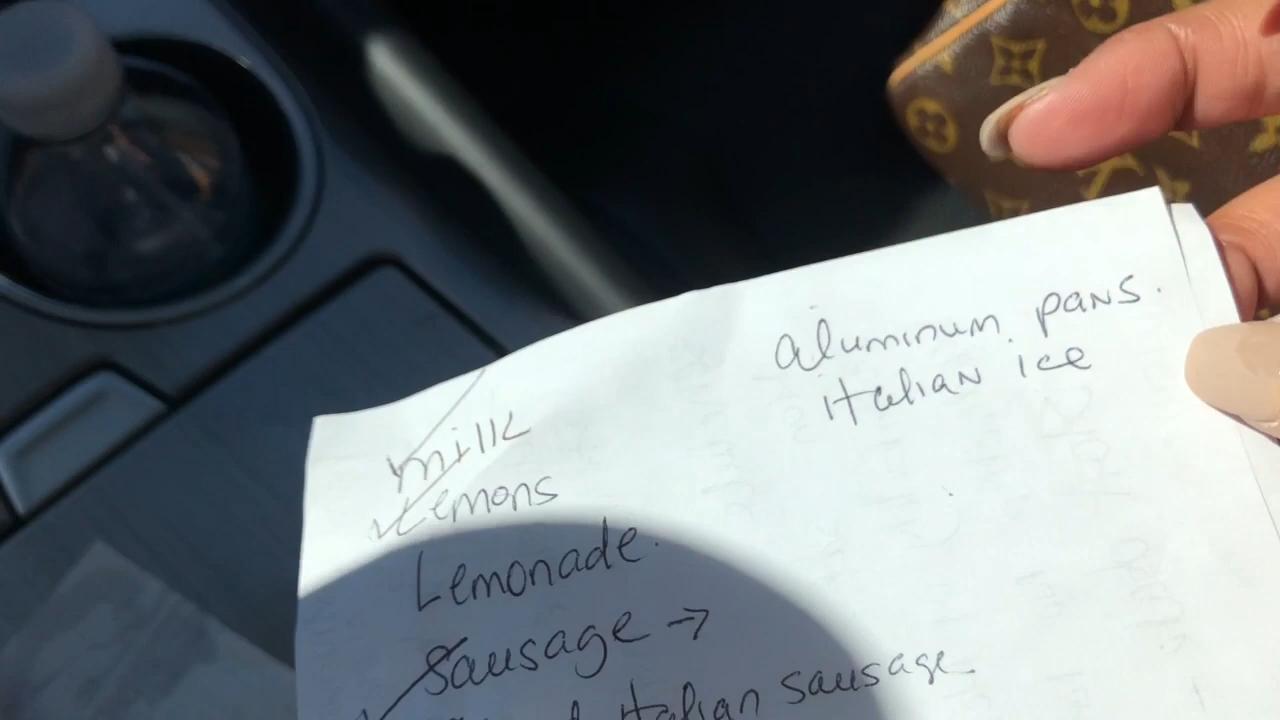 aluminum pans.
italian ice
milk
Lemons
Lemonade.
Sausage →
italian sausage